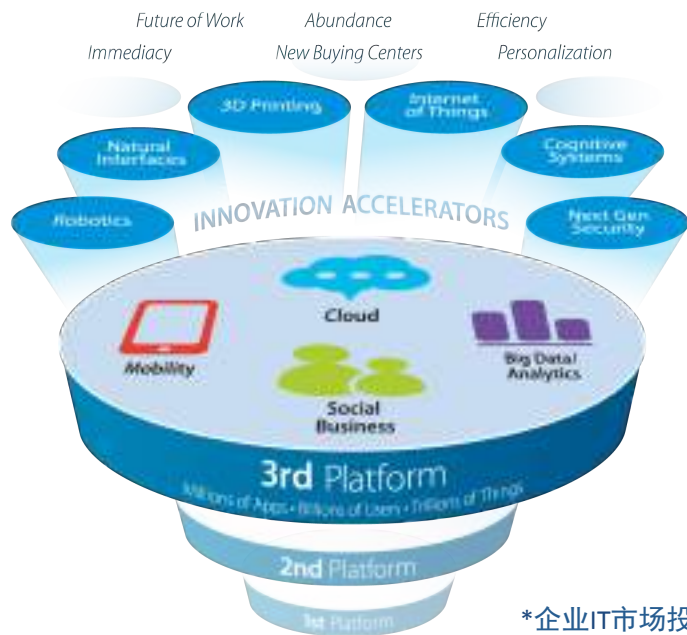 Future of Work
Abundance
Efficiency
Immediacy
New Buying Centers
Personalization
3D Printing
Internet
of Things
Natural
Interfaces
Cognitive
Systems
Robotics
INNOVATION ACCELERATORS
Next Gen
Security
Cloud
Mobility
Big Data/
Analytics
Social
Business
3rd Platform
Millions of Apps • Billions of Users • Trillions of Things
2nd Platform
1st Platform
*企业IT市场投